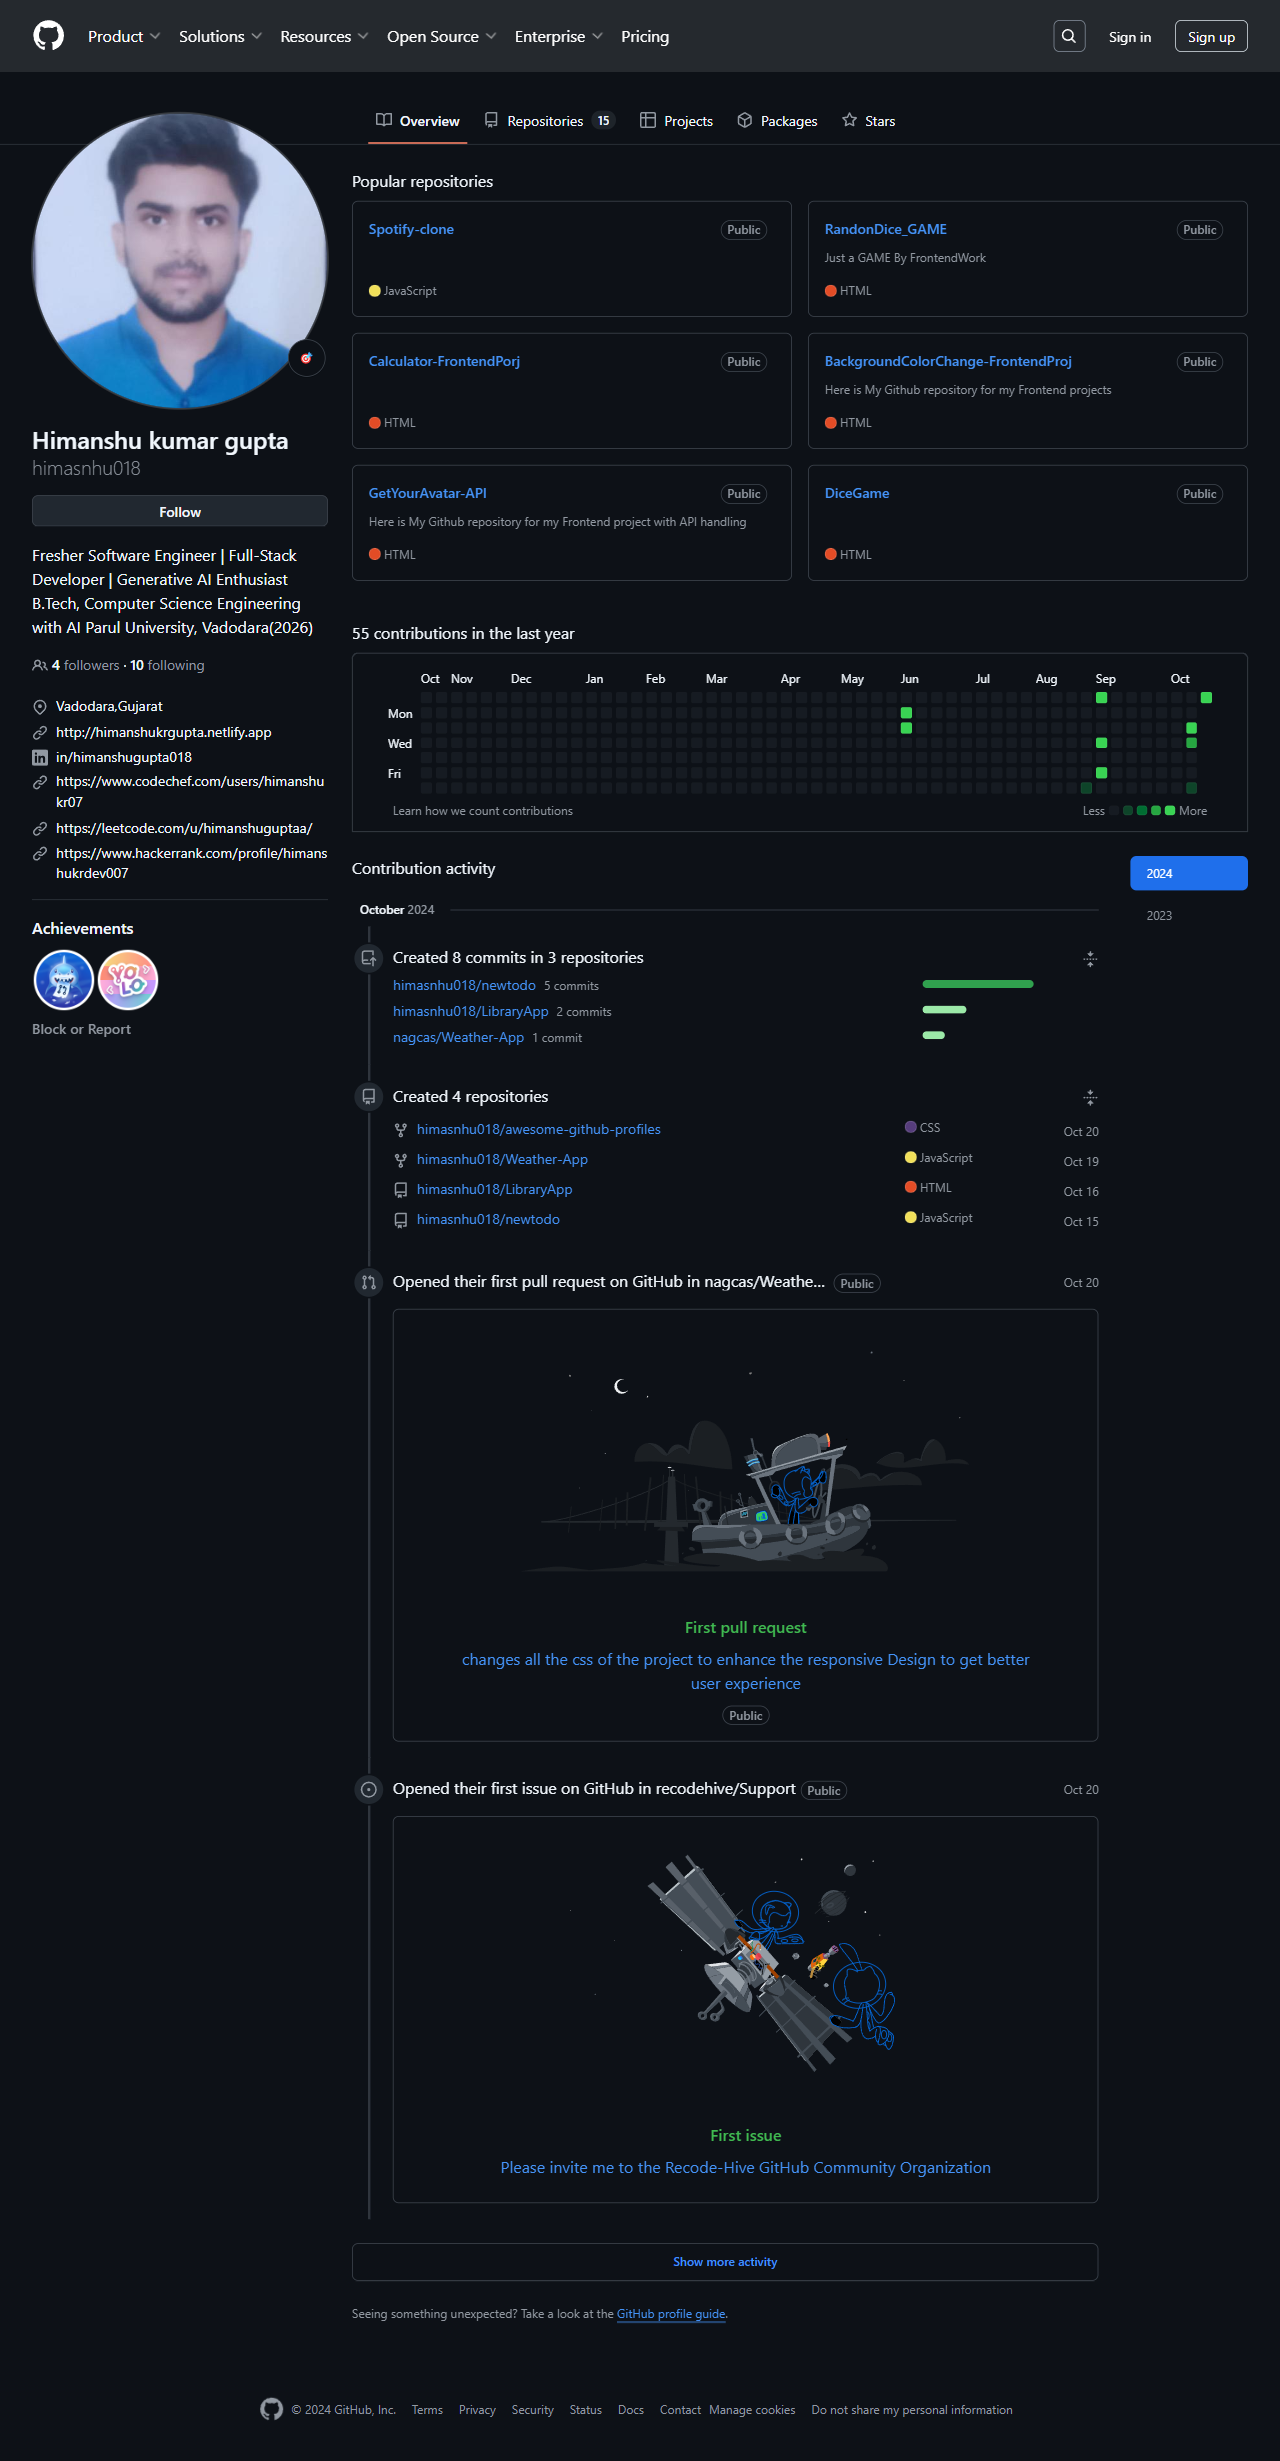 Product
Solutions
Resources
Open Source
Enterprise
Pricing
Sign in
Sign up
Overview
Repositories 15
Projects
Packages
Stars
Himanshu kumar gupta
himasnhu018
Follow
Fresher Software Engineer | Full-Stack
Developer | Generative AI Enthusiast
B.Tech, Computer Science Engineering
with AI Parul University, Vadodara(2026)
4 followers · 10 following
Vadodara,Gujarat
http://himanshukrgupta.netlify.app
in/himanshugupta018
https://www.codechef.com/users/himanshu
kr07
https://leetcode.com/u/himanshuguptaa/
https://www.hackerrank.com/profile/himans
hukrdev007
Achievements
YOLO
Block or Report
Popular repositories
Spotify-clone
Public
JavaScript
RandonDice_GAME
Public
Just a GAME By FrontendWork
HTML
Calculator-FrontendPorj
Public
HTML
BackgroundColorChange-FrontendProj
Public
Here is My Github repository for my Frontend projects
HTML
GetYourAvatar-API
Public
Here is My Github repository for my Frontend project with API handling
HTML
DiceGame
Public
HTML
55 contributions in the last year
Oct Nov Dec Jan Feb Mar Apr May Jun Jul Aug Sep Oct
Mon
Wed
Fri
Learn how we count contributions
Less
More
Contribution activity
2024
2023
October 2024
Created 8 commits in 3 repositories
himasnhu018/newtodo 5 commits
himasnhu018/LibraryApp 2 commits
nagcas/Weather-App 1 commit
Created 4 repositories
himasnhu018/awesome-github-profiles CSS Oct 20
himasnhu018/Weather-App JavaScript Oct 19
himasnhu018/LibraryApp HTML Oct 16
himasnhu018/newtodo JavaScript Oct 15
Opened their first pull request on GitHub in nagcas/Weathe... Public Oct 20
First pull request
changes all the css of the project to enhance the responsive Design to get better
user experience
Public
Opened their first issue on GitHub in recodehive/Support Public Oct 20
First issue
Please invite me to the Recode-Hive GitHub Community Organization
Show more activity
Seeing something unexpected? Take a look at the GitHub profile guide.
© 2024 GitHub, Inc.
Terms
Privacy
Security
Status
Docs
Contact
Manage cookies
Do not share my personal information